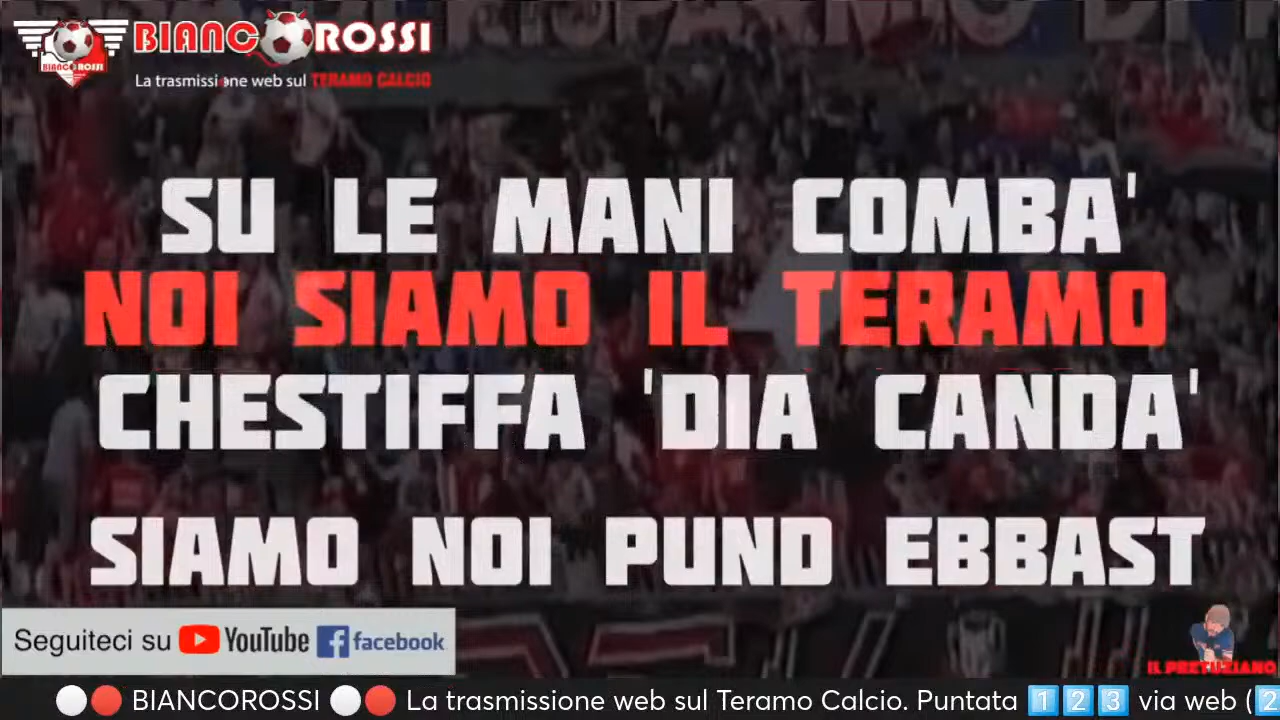 BIANCOROSSI
BIANCOROSSI
La trasmissione web sul TERAMO CALCIO
SU LE MANI COMBA'
NOI SIAMO IL TERAMO
CHESTIFFA 'DIA CANDA'
SIAMO NOI PUND EBBAST
Seguiteci su YouTube facebook
IL PRETUZIANO
⚪🔴 BIANCOROSSI ⚪🔴 La trasmissione web sul Teramo Calcio. Puntata 1️⃣2️⃣3️⃣ via web (2️⃣